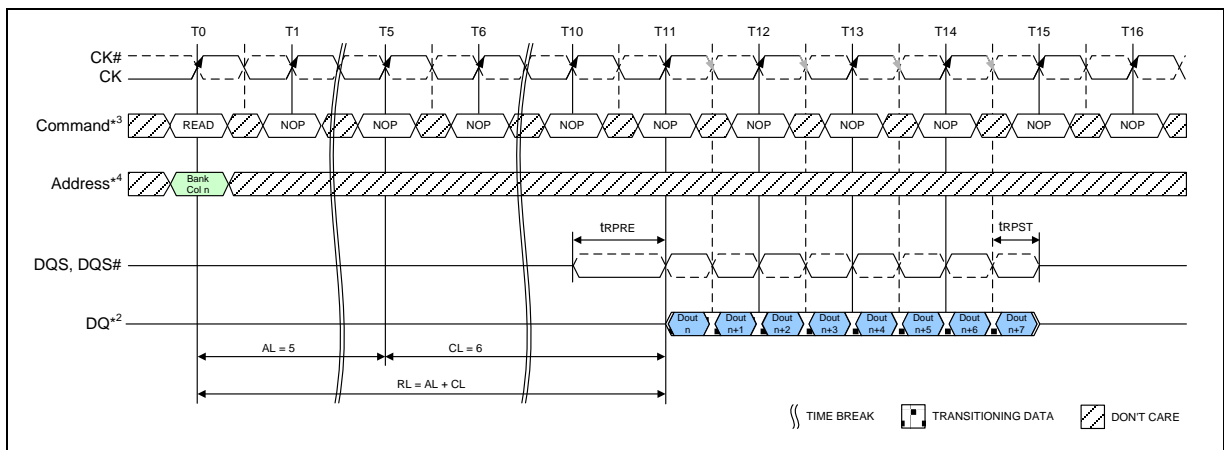 T0 T1 T5 T6 T10 T11 T12 T13 T14 T15 T16
CK#
CK
Command*3 READ NOP NOP NOP NOP NOP NOP NOP NOP NOP NOP
Address*4 Bank
Col n
tRPRE tRPST
DQS, DQS#
DQ*2 Dout Dout Dout Dout Dout Dout Dout Dout
n n+1 n+2 n+3 n+4 n+5 n+6 n+7
AL = 5 CL = 6
RL = AL + CL
TIME BREAK TRANSITIONING DATA DON'T CARE